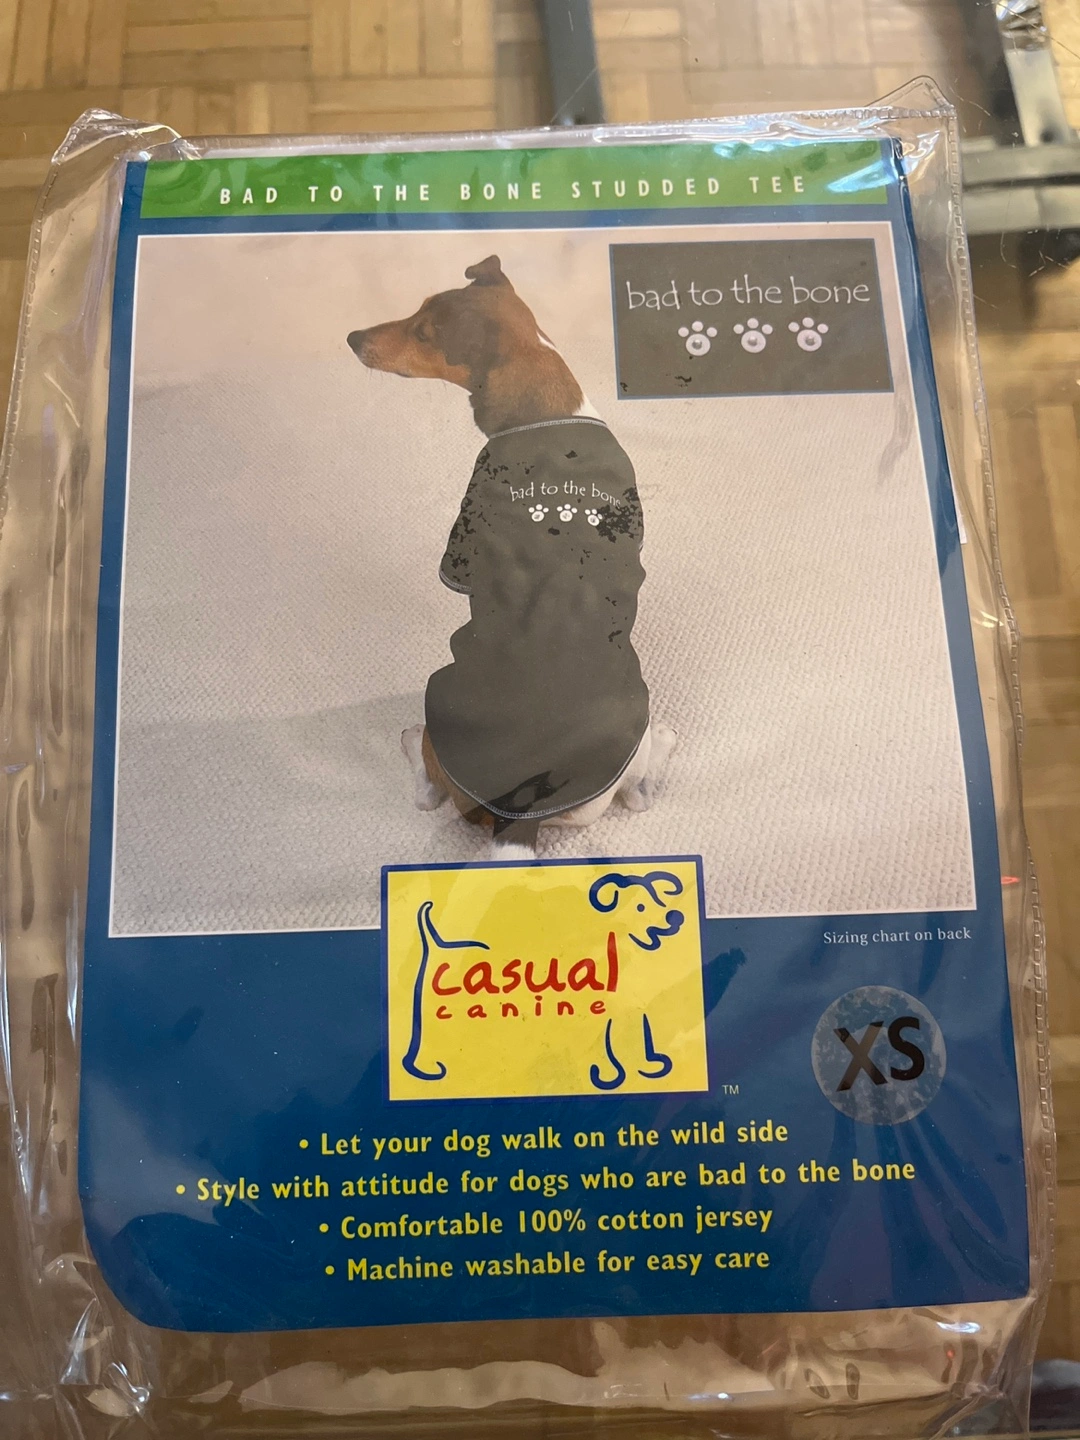 BAD TO THE BONE STUDDED TEE
bad to the bone
bad to the bone
casual
canine
Sizing chart on back
XS
TM
• Let your dog walk on the wild side
• Style with attitude for dogs who are bad to the bone
• Comfortable 100% cotton jersey
• Machine washable for easy care